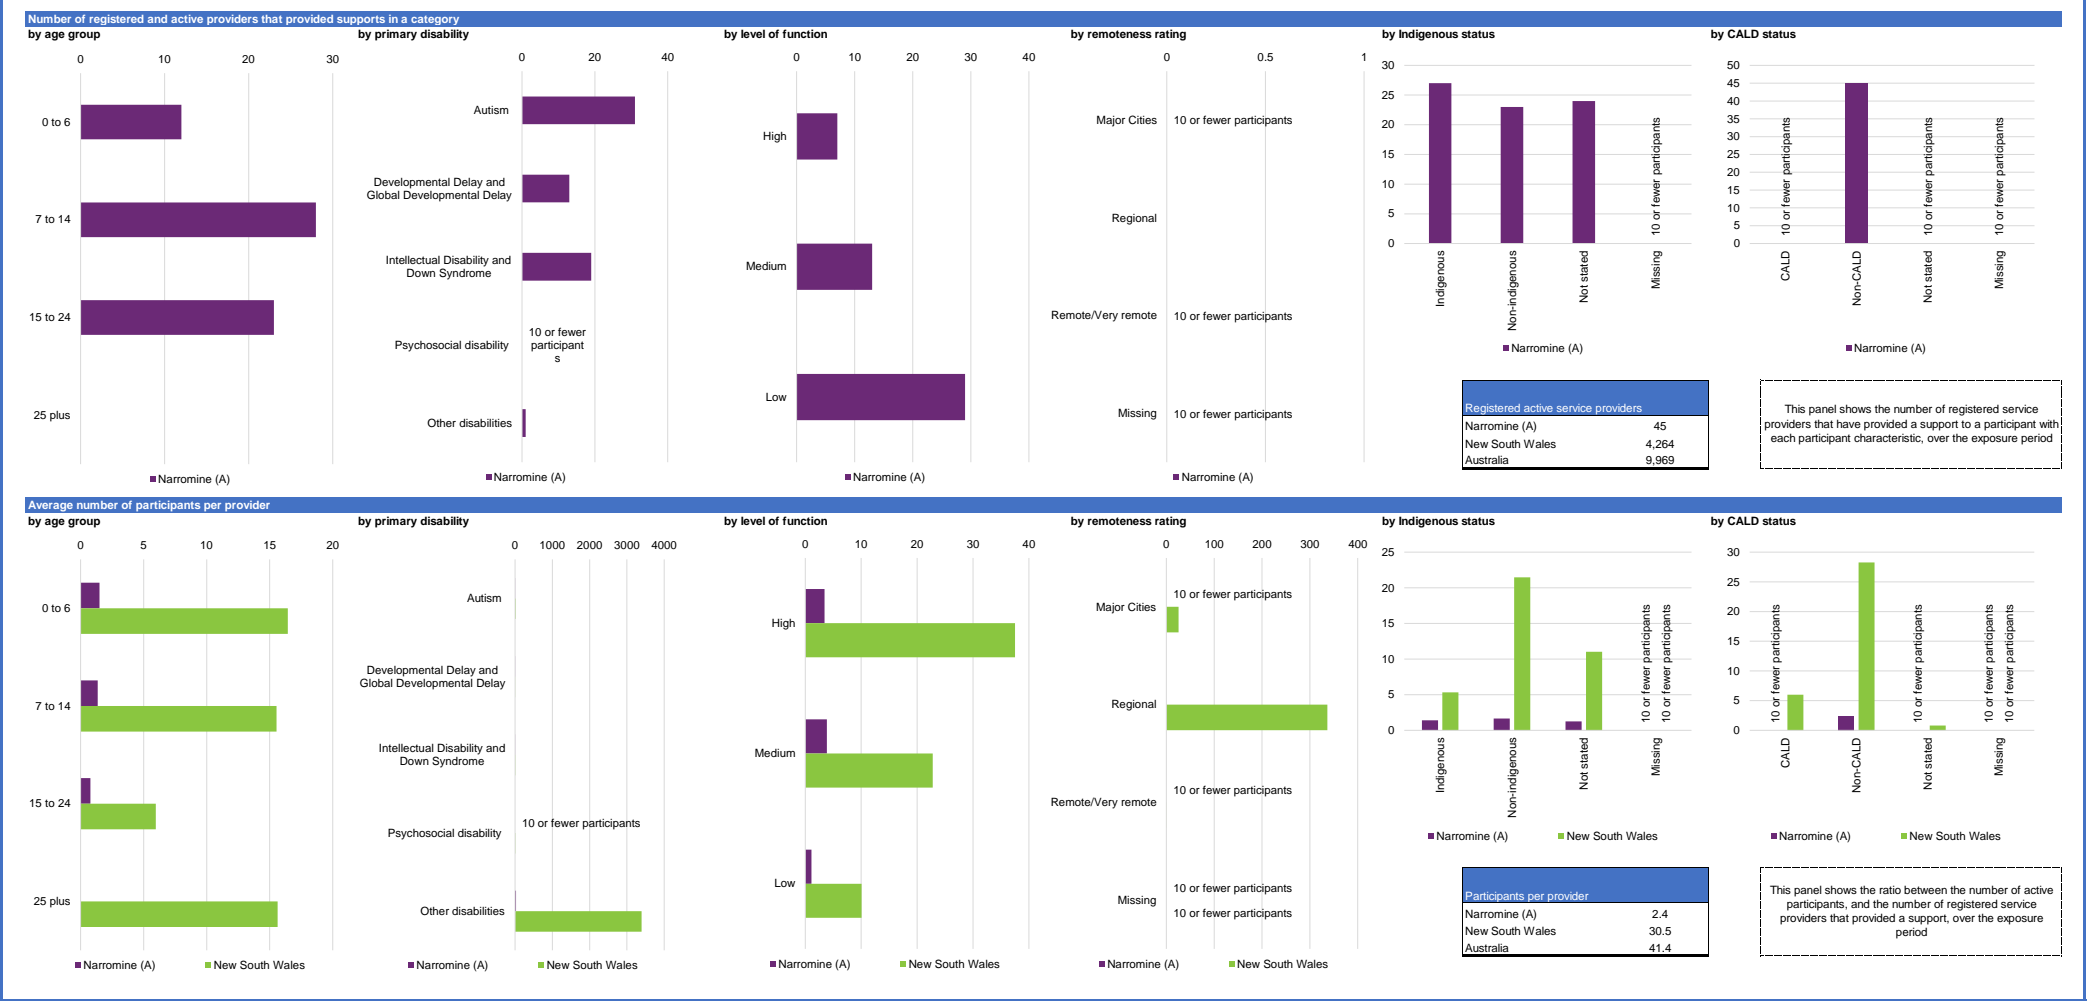 Number of registered and active providers that provided supports in a category
by age group
0 10 20 30
0 to 6
7 to 14
15 to 24
25 plus
Narromine (A)
by primary disability
0 20 40
Autism
Developmental Delay and
Global Developmental Delay
Intellectual Disability and
Down Syndrome
Psychosocial disability
10 or fewer
participant
s
Other disabilities
Narromine (A)
by level of function
0 10 20 30 40
High
Medium
Low
Narromine (A)
by remoteness rating
0 0.5 1
Major Cities 10 or fewer participants
Regional
Remote/Very remote 10 or fewer participants
Missing 10 or fewer participants
Narromine (A)
by Indigenous status
30
25
20
15
10
5
0
10 or fewer participants
Indigenous
Non-indigenous
Not stated
Missing
Narromine (A)
by CALD status
50
45
40
35
30
25
20
15
10
5
0
10 or fewer participants
10 or fewer participants
10 or fewer participants
CALD
Non-CALD
Not stated
Missing
Narromine (A)
Registered active service providers
Narromine (A) 45
New South Wales 4,264
Australia 9,969
This panel shows the number of registered service
providers that have provided a support to a participant with
each participant characteristic, over the exposure period
Average number of participants per provider
by age group
0 5 10 15 20
0 to 6
7 to 14
15 to 24
25 plus
Narromine (A) New South Wales
by primary disability
0 1000 2000 3000 4000
Autism
Developmental Delay and
Global Developmental Delay
Intellectual Disability and
Down Syndrome
Psychosocial disability 10 or fewer participants
Other disabilities
Narromine (A) New South Wales
by level of function
0 10 20 30 40
High
Medium
Low
Narromine (A) New South Wales
by remoteness rating
0 100 200 300 400
10 or fewer participants
Major Cities
Regional
10 or fewer participants
Remote/Very remote
10 or fewer participants
Missing
10 or fewer participants
Narromine (A) New South Wales
by Indigenous status
25
20
15
10
5
0
10 or fewer participants
10 or fewer participants
Indigenous
Non-indigenous
Not stated
Missing
Narromine (A) New South Wales
by CALD status
30
25
20
15
10
5
0
10 or fewer participants
10 or fewer participants
10 or fewer participants
10 or fewer participants
CALD
Non-CALD
Not stated
Missing
Narromine (A) New South Wales
Participants per provider
Narromine (A) 2.4
New South Wales 30.5
Australia 41.4
This panel shows the ratio between the number of active
participants, and the number of registered service
providers that provided a support, over the exposure
period